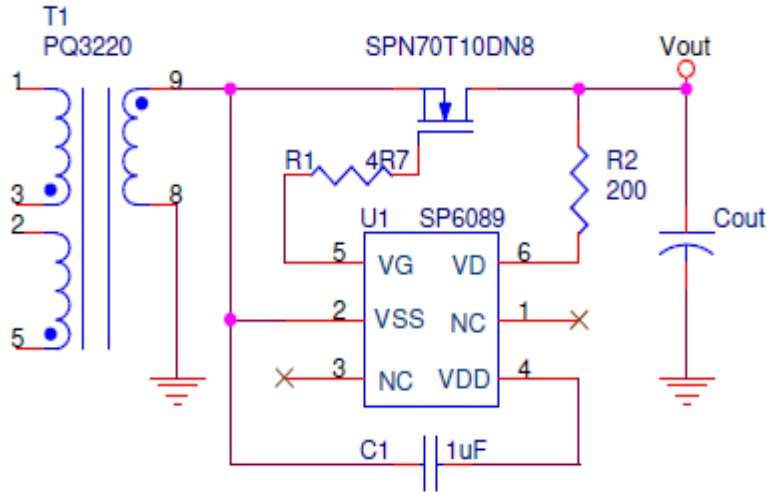 T1
PQ3220
SPN70T10DN8
Vout
1
9
R1 4R7
R2
200
3
8
2
U1 SP6089
Cout
5 VG VD 6
2 VSS NC 1
5
3 NC VDD 4
C1 1uF